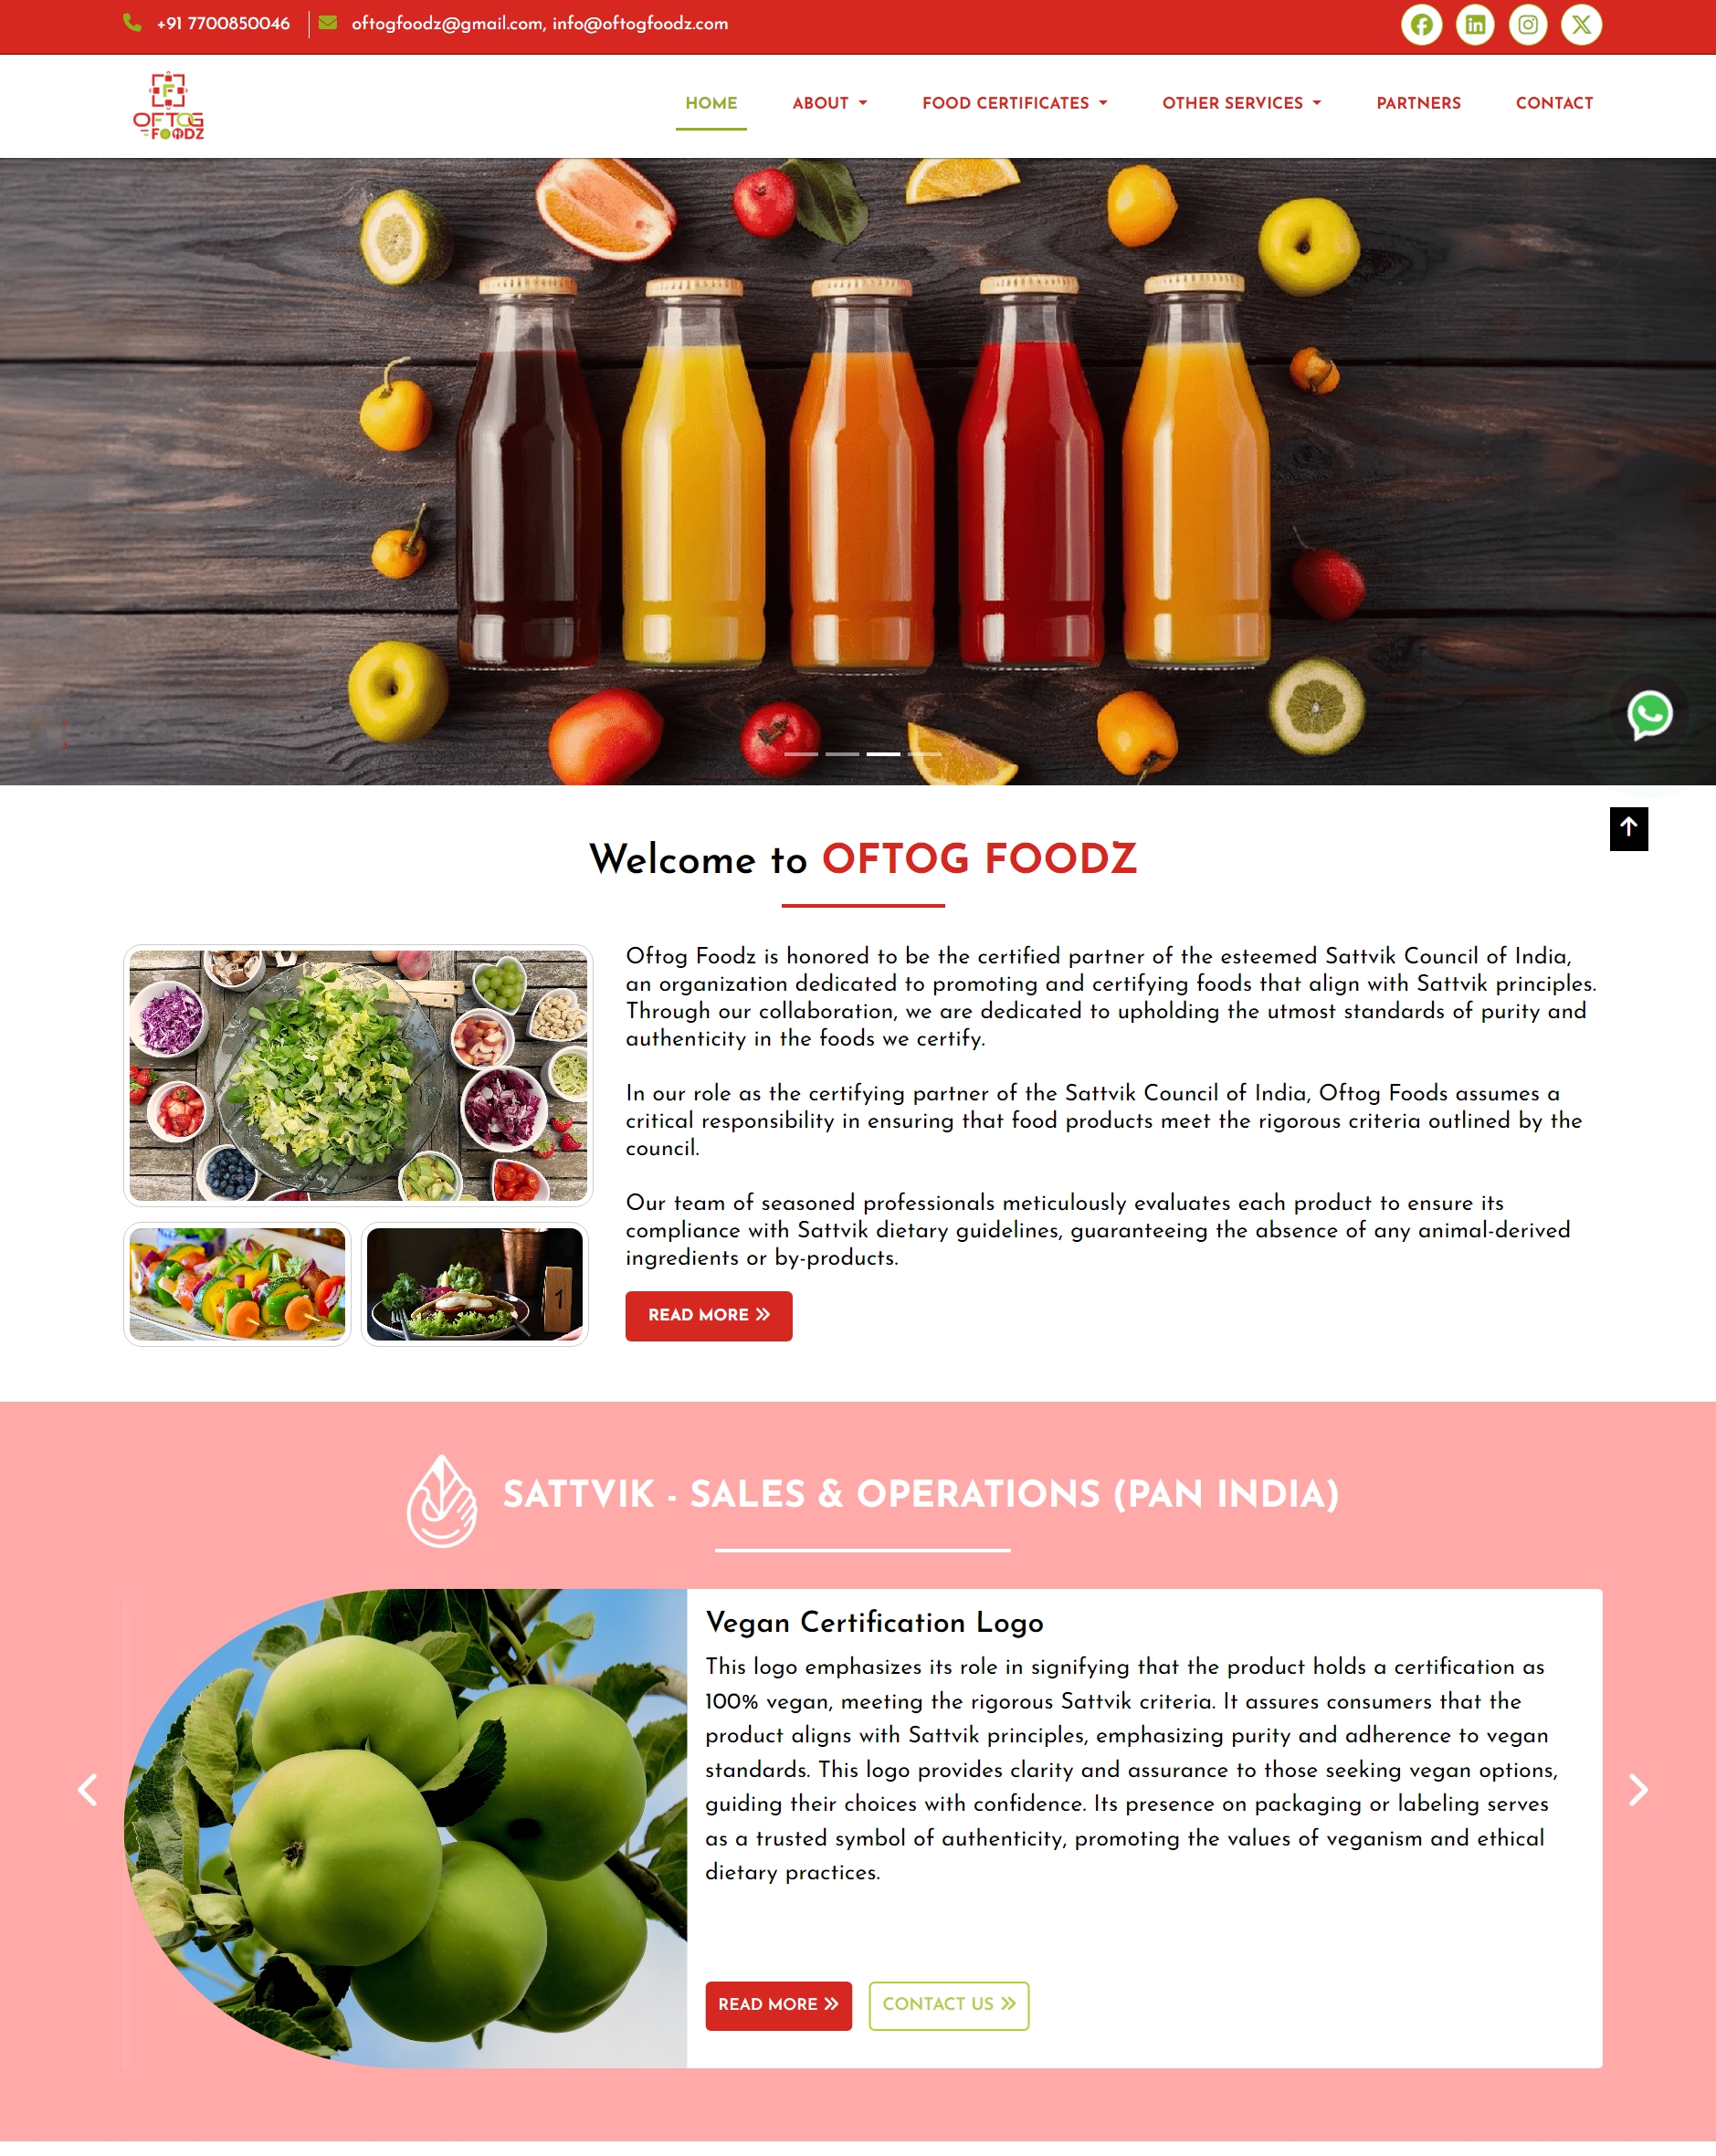 +91 7700850046
oftogfoodz@gmail.com, info@oftogfoodz.com
F
OFTOG
FOODZ
HOME
ABOUT
FOOD CERTIFICATES
OTHER SERVICES
PARTNERS
CONTACT
Welcome to OFTOG FOODZ
Oftog Foodz is honored to be the certified partner of the esteemed Sattvik Council of India,
an organization dedicated to promoting and certifying foods that align with Sattvik principles.
Through our collaboration, we are dedicated to upholding the utmost standards of purity and
authenticity in the foods we certify.
In our role as the certifying partner of the Sattvik Council of India, Oftog Foods assumes a
critical responsibility in ensuring that food products meet the rigorous criteria outlined by the
council.
Our team of seasoned professionals meticulously evaluates each product to ensure its
compliance with Sattvik dietary guidelines, guaranteeing the absence of any animal-derived
ingredients or by-products.
1
READ MORE
SATTVIK - SALES & OPERATIONS (PAN INDIA)
Vegan Certification Logo
This logo emphasizes its role in signifying that the product holds a certification as
100% vegan, meeting the rigorous Sattvik criteria. It assures consumers that the
product aligns with Sattvik principles, emphasizing purity and adherence to vegan
standards. This logo provides clarity and assurance to those seeking vegan options,
guiding their choices with confidence. Its presence on packaging or labeling serves
as a trusted symbol of authenticity, promoting the values of veganism and ethical
dietary practices.
READ MORE
CONTACT US